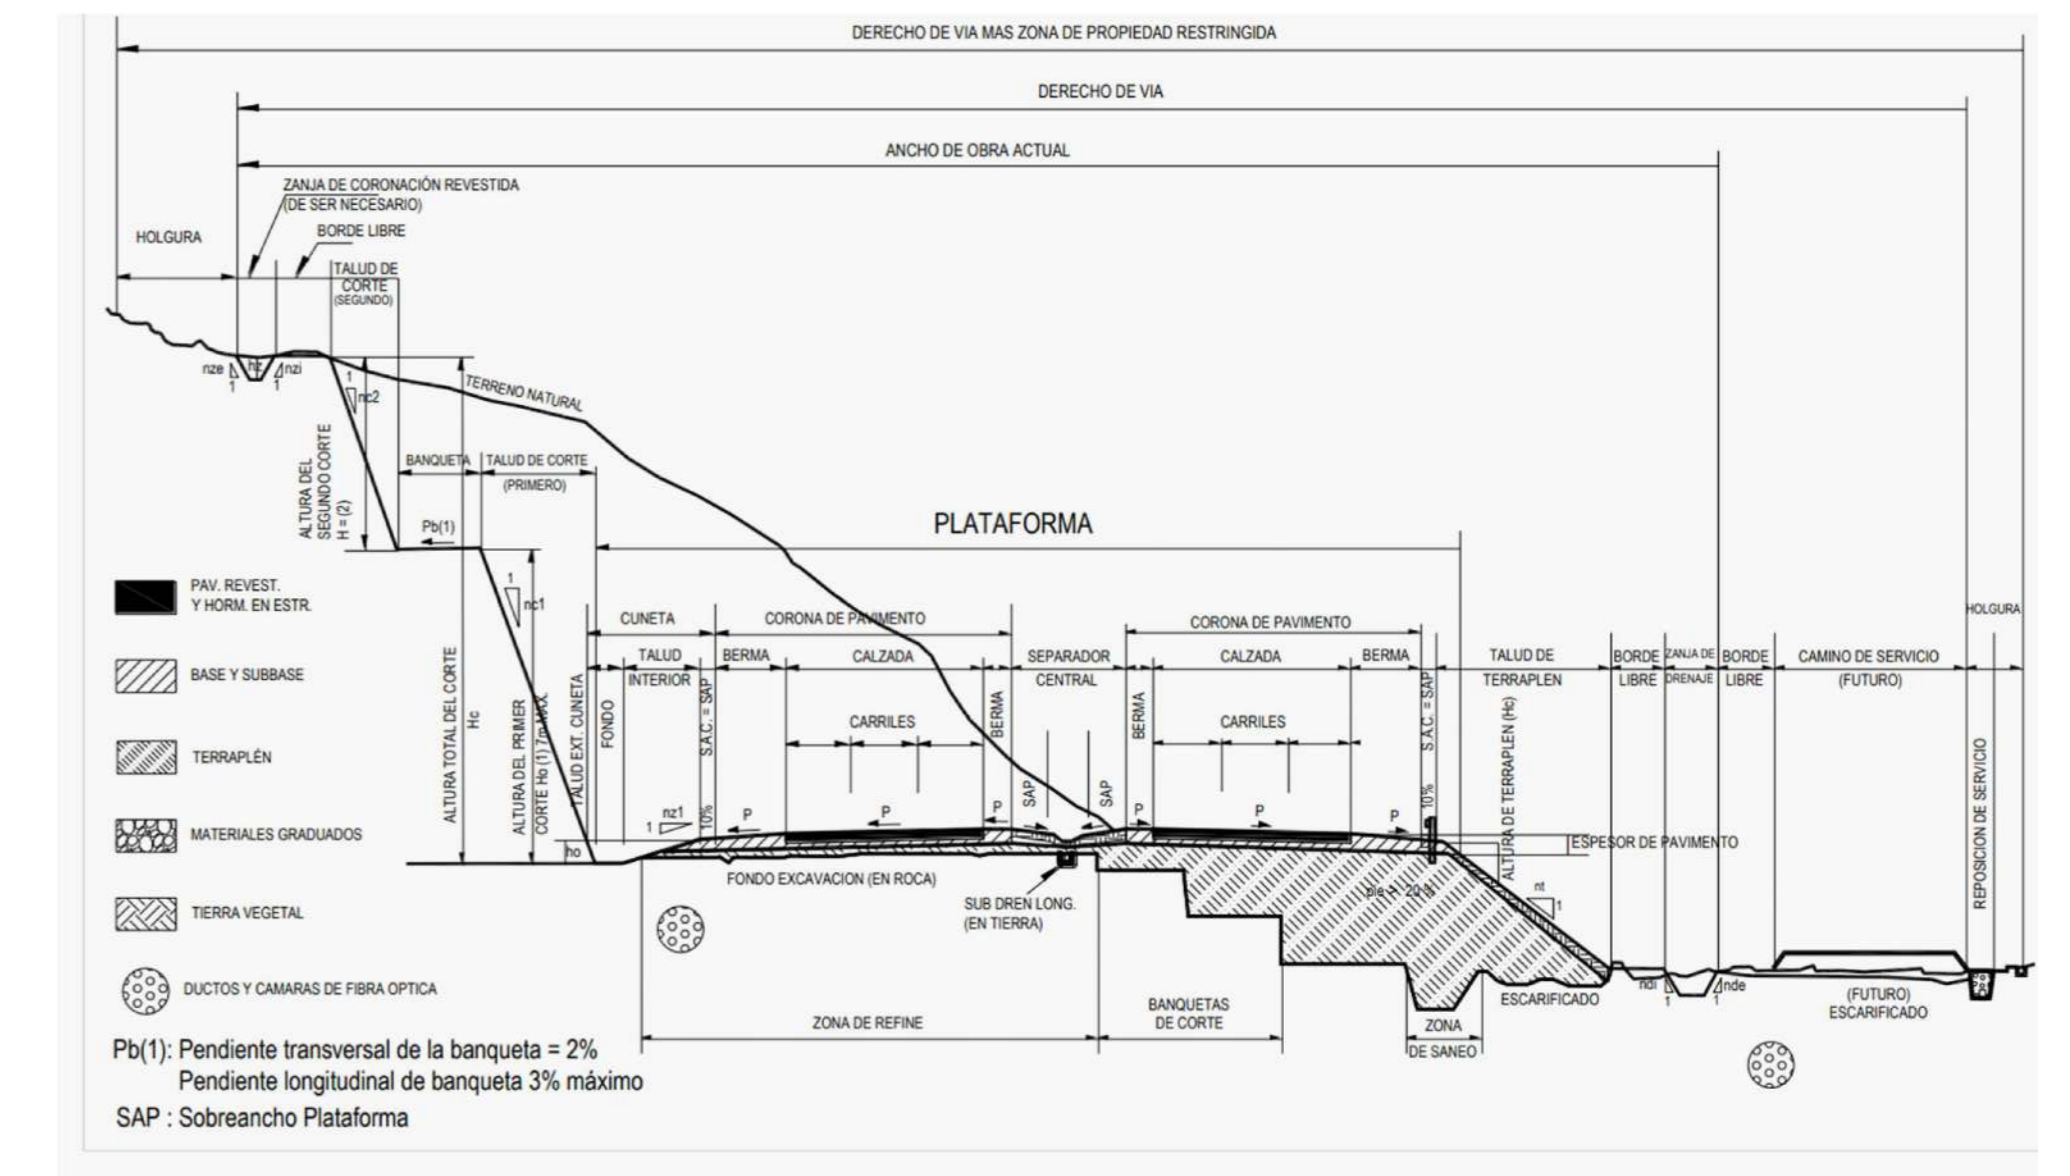 DERECHO DE VIA MAS ZONA DE PROPIEDAD RESTRINGIDA
DERECHO DE VIA
ANCHO DE OBRA ACTUAL
ZANJA DE CORONACIÓN REVESTIDA
(DE SER NECESARIO)
HOLGURA
BORDE LIBRE
TALUD DE
CORTE
(SEGUNDO)
nze
1
hz
nzi
1
1
nc2
TERRENO NATURAL
ALTURA DEL
SEGUNDO CORTE
H = (2)
BANQUETA
TALUD DE CORTE
(PRIMERO)
Pb(1)
PLATAFORMA
1
nc1
PAV. REVEST.
Y HORM. EN ESTR.
BASE Y SUBBASE
TERRAPLÉN
MATERIALES GRADUADOS
TIERRA VEGETAL
DUCTOS Y CAMARAS DE FIBRA OPTICA
ALTURA TOTAL DEL CORTE
Hc
ALTURA DEL PRIMER
CORTE Ho (1) 7m MAX
TALUD EXT. CUNETA
CUNETA
CORONA DE PAVIMENTO
CORONA DE PAVIMENTO
HOLGURA
FONDO
TALUD
INTERIOR
S.A.C. = SAP
BERMA
CALZADA
BERMA
SEPARADOR
CENTRAL
BERMA
CALZADA
BERMA
S.A.C. = SAP
TALUD DE
TERRAPLEN
BORDE
LIBRE
ZANJA DE
DRENAJE
BORDE
LIBRE
CAMINO DE SERVICIO
(FUTURO)
CARRILES
CARRILES
SAP
SAP
ALTURA DE TERRAPLEN (Hc)
REPOSICION DE SERVICIO
nz1
1
10%
P
P
P
P
P
P
10%
ho
ESPESOR DE PAVIMENTO
FONDO EXCAVACION (EN ROCA)
SUB DREN LONG.
(EN TIERRA)
pie > 20 %
nt
1
ZONA DE REFINE
BANQUETAS
DE CORTE
ZONA
DE SANEO
ESCARIFICADO
ndi
1
nde
1
(FUTURO)
ESCARIFICADO
Pb(1): Pendiente transversal de la banqueta = 2%
Pendiente longitudinal de banqueta 3% máximo
SAP : Sobreancho Plataforma